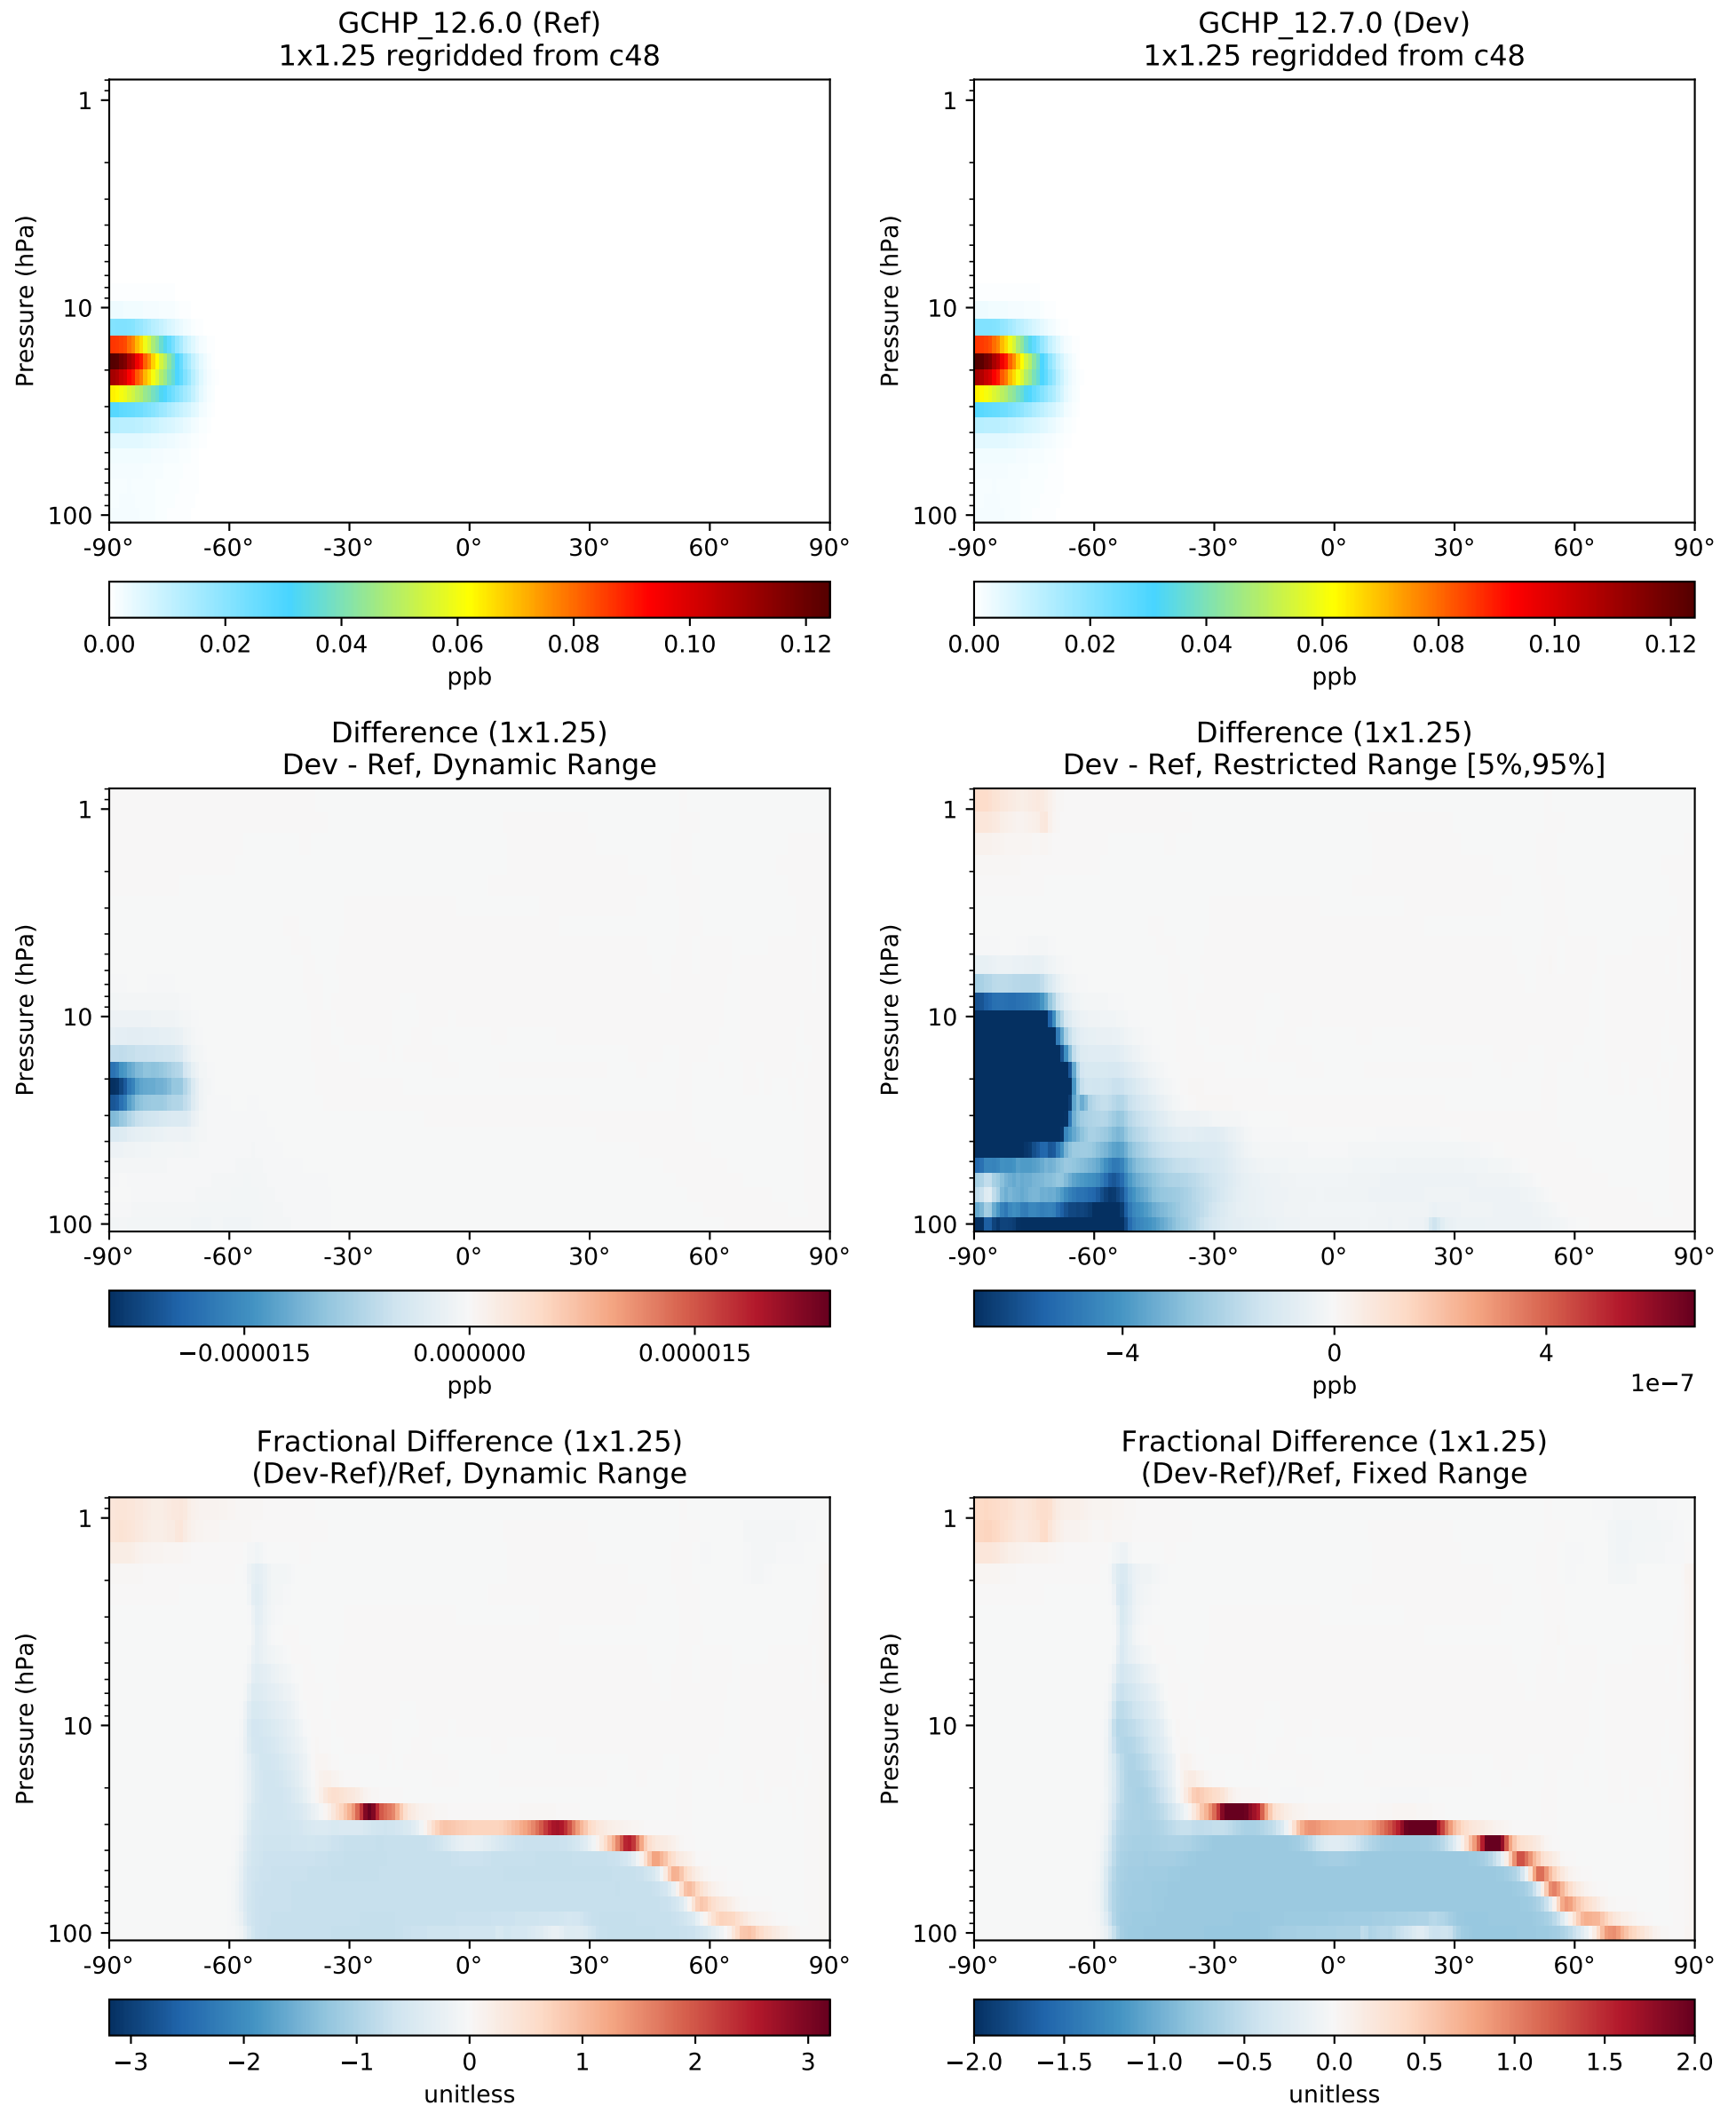 GCHP_12.6.0 (Ref)
1x1.25 regridded from c48
Pressure (hPa)
1
10
100
-90° -60° -30° 0° 30° 60° 90°
0.00 0.02 0.04 0.06 0.08 0.10 0.12
ppb
GCHP_12.7.0 (Dev)
1x1.25 regridded from c48
Pressure (hPa)
1
10
100
-90° -60° -30° 0° 30° 60° 90°
0.00 0.02 0.04 0.06 0.08 0.10 0.12
ppb
Difference (1x1.25)
Dev - Ref, Dynamic Range
Pressure (hPa)
1
10
100
-90° -60° -30° 0° 30° 60° 90°
−0.000015 0.000000 0.000015
ppb
Difference (1x1.25)
Dev - Ref, Restricted Range [5%,95%]
Pressure (hPa)
1
10
100
-90° -60° -30° 0° 30° 60° 90°
−4 0 4
1e−7
ppb
Fractional Difference (1x1.25)
(Dev-Ref)/Ref, Dynamic Range
Pressure (hPa)
1
10
100
-90° -60° -30° 0° 30° 60° 90°
−3 −2 −1 0 1 2 3
unitless
Fractional Difference (1x1.25)
(Dev-Ref)/Ref, Fixed Range
Pressure (hPa)
1
10
100
-90° -60° -30° 0° 30° 60° 90°
−2.0 −1.5 −1.0 −0.5 0.0 0.5 1.0 1.5 2.0
unitless